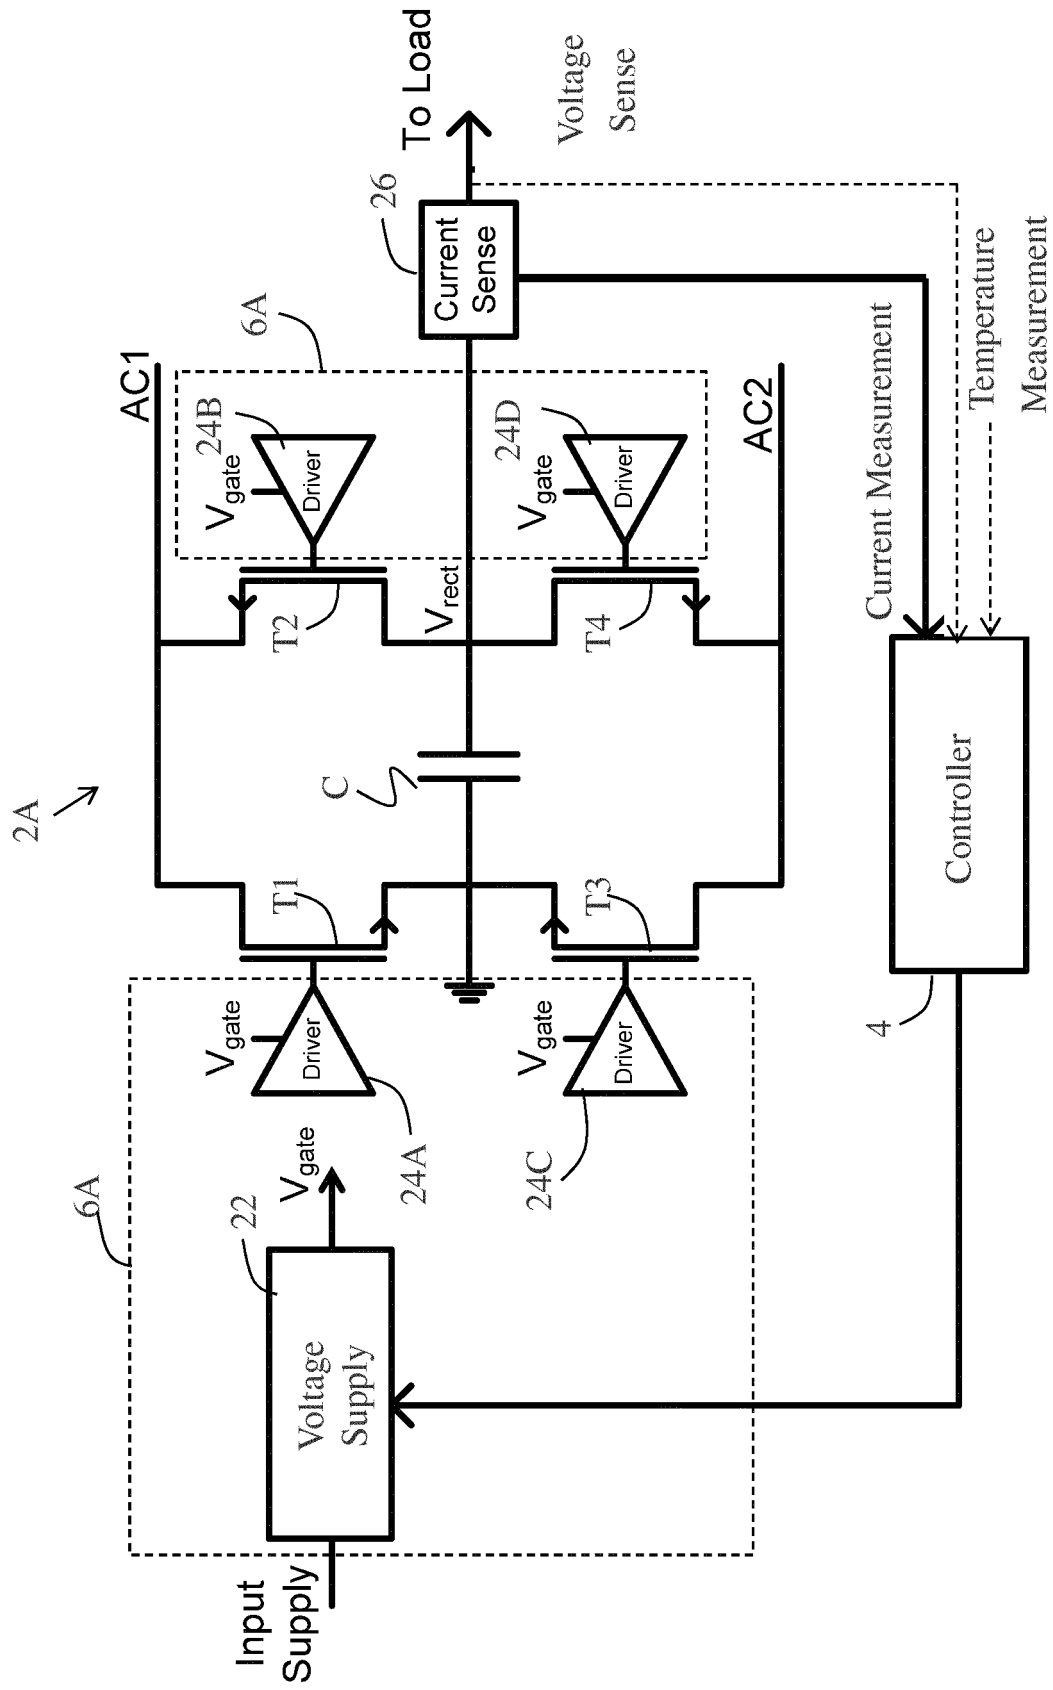 2A
AC1
6A
24B
Vgate
Driver
T2
T1
Vgate
Driver
24A
6A
22
Vgate
Voltage
Supply
Input
Supply
To Load
26
Current
Sense
Voltage
Sense
Vrect
C
24D
Vgate
Driver
T4
T3
Vgate
Driver
24C
AC2
Current Measurement
Temperature
Measurement
Controller
4